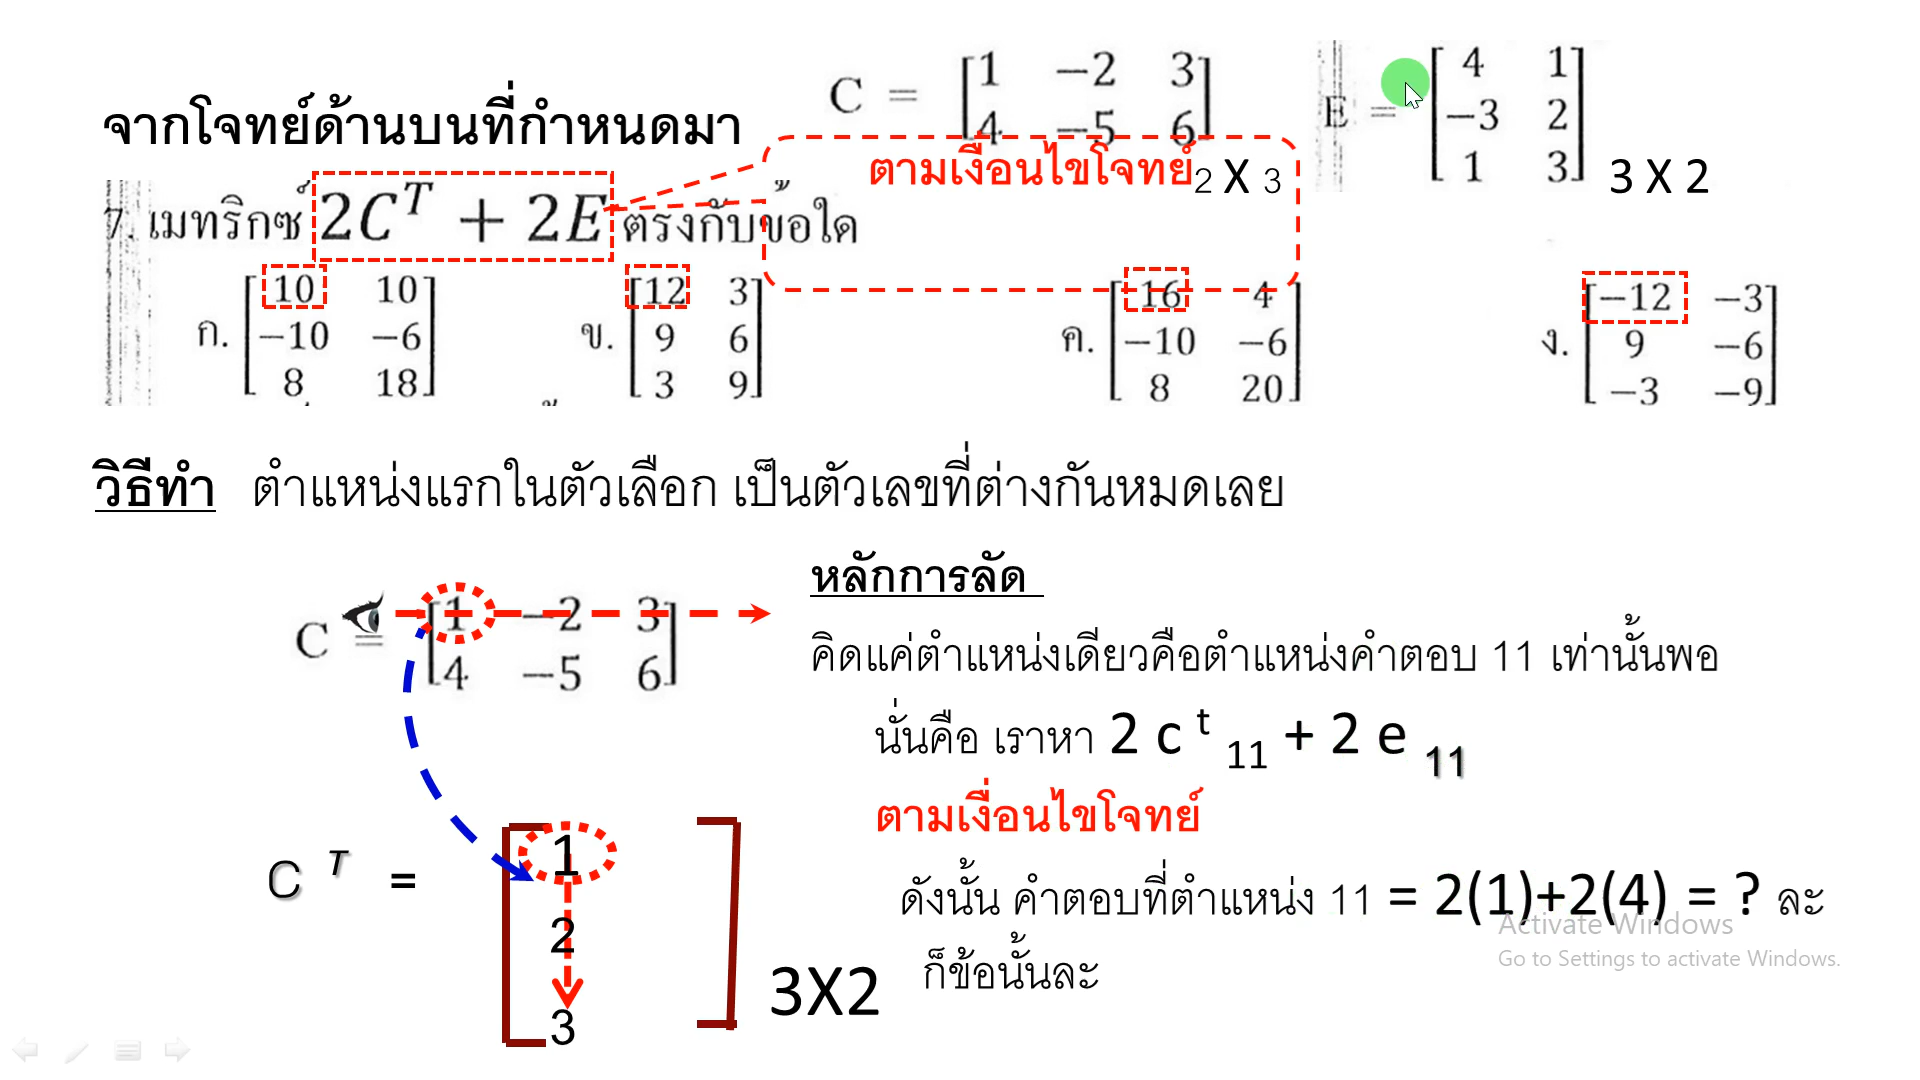 C = [1 -2 3
4 -5 6]
2 X 3
E = [4 1
-3 2
1 3]
3 X 2
จากโจทย์ด้านบนที่กำหนดมา
ตามเงื่อนไขโจทย์
7. เมทริกซ์ 2C^T + 2E ตรงกับข้อใด
ก. [10 10
-10 -6
8 18]
ข. [12 3
9 6
3 9]
ค. [16 4
-10 -6
8 20]
ง. [-12 -3
9 -6
-3 -9]
วิธีทำ ตำแหน่งแรกในตัวเลือก เป็นตัวเลขที่ต่างกันหมดเลย
C = [1 -2 3
4 -5 6]
หลักการลัด
คิดแค่ตำแหน่งเดียวคือตำแหน่งคำตอบ 11 เท่านั้นพอ
นั่นคือ เราหา 2 c t 11 + 2 e 11
ตามเงื่อนไขโจทย์
ดังนั้น คำตอบที่ตำแหน่ง 11 = 2(1)+2(4) = ? ละ
ก็ข้อนั้นละ
C T = [1
2
3]
3X2
Activate Windows
Go to Settings to activate Windows.